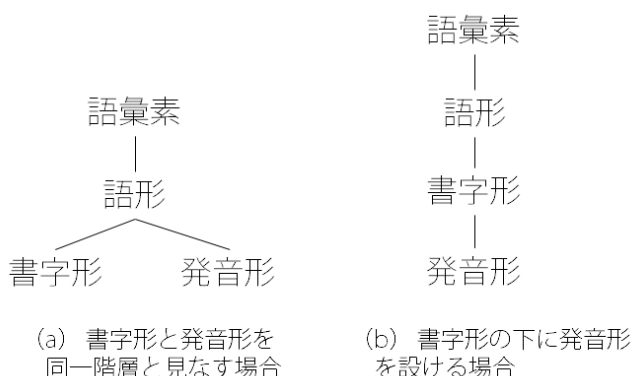 語彙素
語形
書字形
発音形
(a) 書字形と発音形を
同一階層と見なす場合
語彙素
語形
書字形
発音形
(b) 書字形の下に発音形
を設ける場合